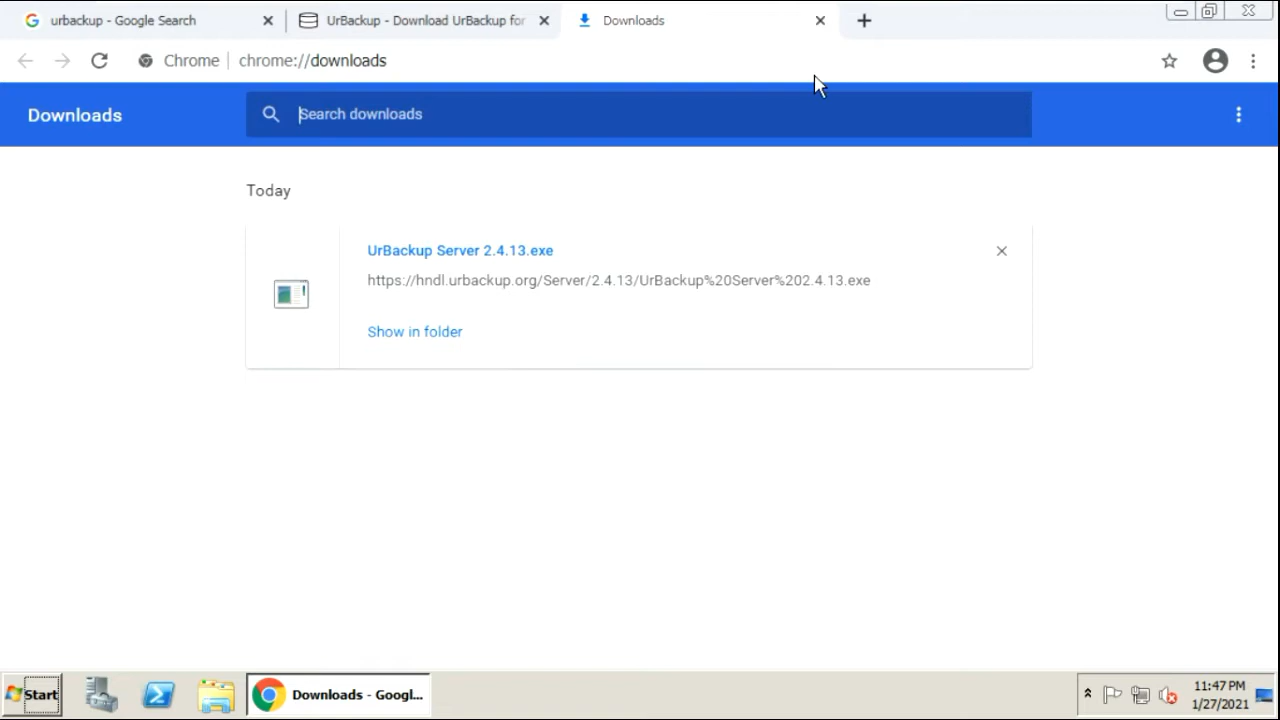 urbackup - Google Search
UrBackup - Download UrBackup for
Downloads
Chrome
chrome://downloads
Downloads
Search downloads
Today
UrBackup Server 2.4.13.exe
https://hndl.urbackup.org/Server/2.4.13/UrBackup%20Server%202.4.13.exe
Show in folder
Start
Downloads - Googl...
11:47 PM
1/27/2021